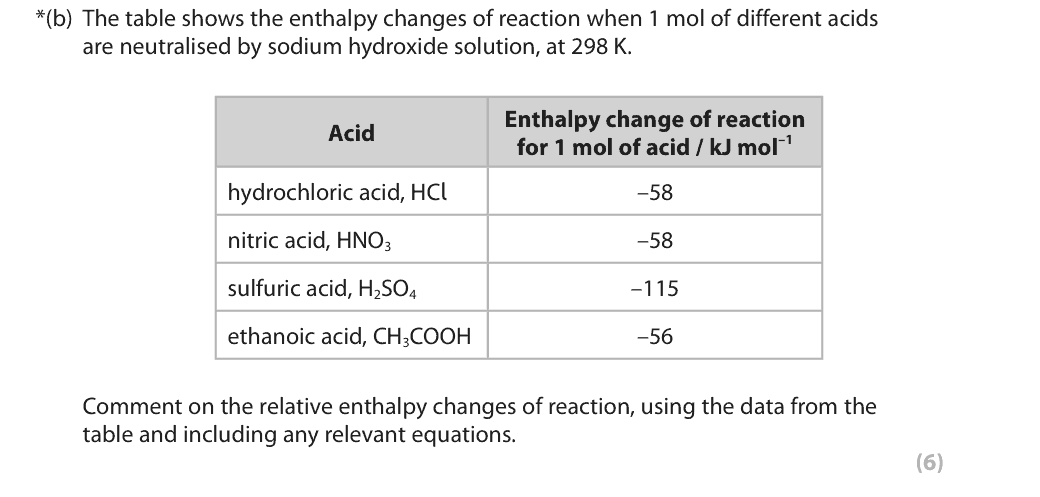 *(b) The table shows the enthalpy changes of reaction when 1 mol of different acids
are neutralised by sodium hydroxide solution, at 298 K.
Acid
Enthalpy change of reaction
for 1 mol of acid / kJ mol⁻¹
hydrochloric acid, HCl
–58
nitric acid, HNO₃
–58
sulfuric acid, H₂SO₄
–115
ethanoic acid, CH₃COOH
–56
Comment on the relative enthalpy changes of reaction, using the data from the
table and including any relevant equations.
(6)